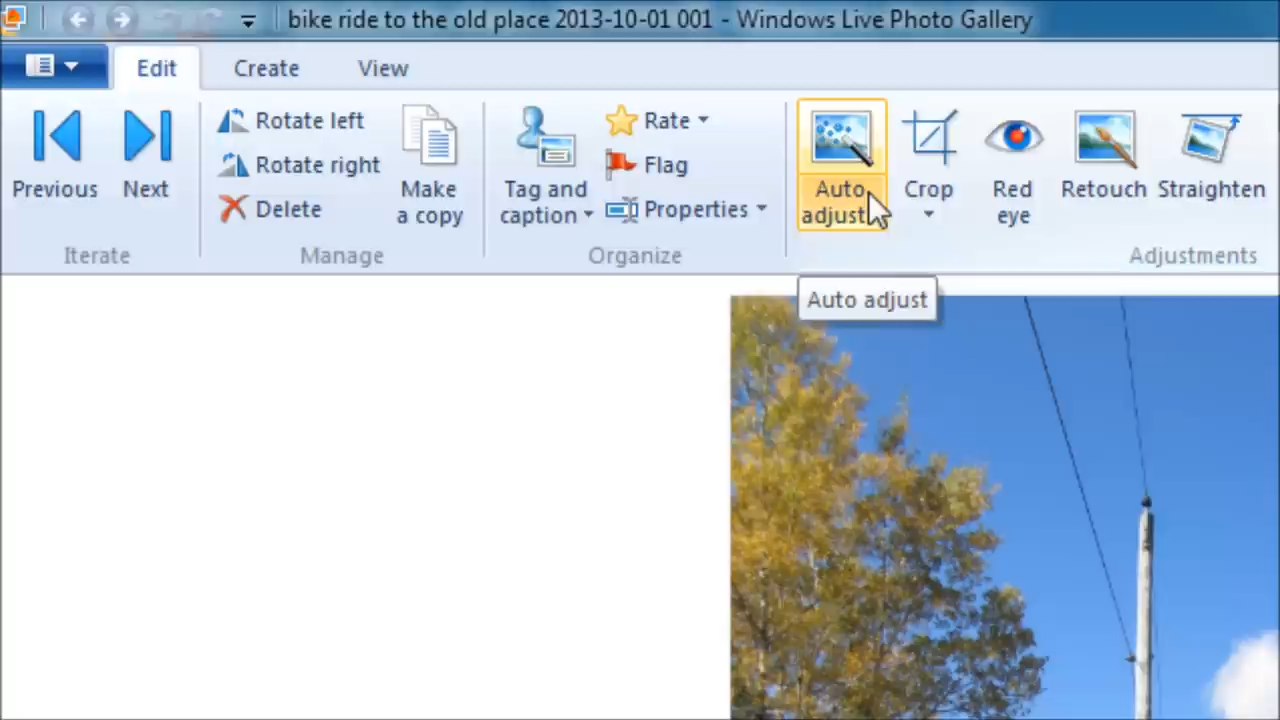 bike ride to the old place 2013-10-01 001 - Windows Live Photo Gallery
Edit Create View
Previous
Next
Iterate
Rotate left
Rotate right
Delete
Make
a copy
Manage
Tag and
caption
Rate
Flag
Properties
Organize
Auto
adjust
Crop
Red
eye
Retouch
Straighten
Adjustments
Auto adjust